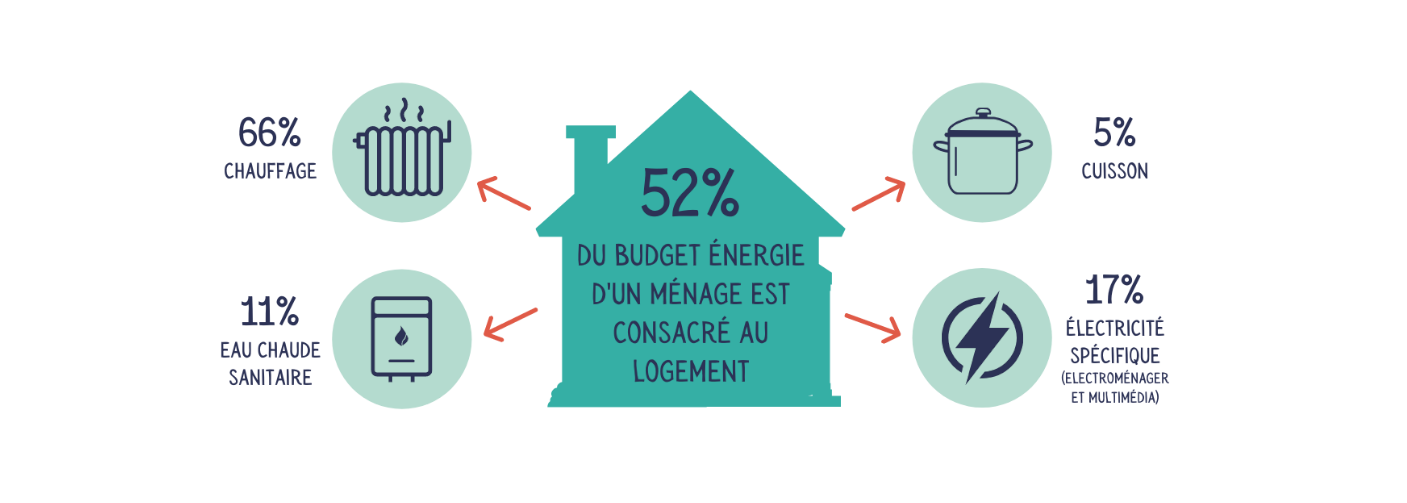 66%
CHAUFFAGE
11%
EAU CHAUDE
SANITAIRE
52%
DU BUDGET ÉNERGIE
D'UN MÉNAGE EST
CONSACRÉ AU
LOGEMENT
5%
CUISSON
17%
ÉLECTRICITÉ
SPÉCIFIQUE
(ELECTROMÉNAGER
ET MULTIMÉDIA)